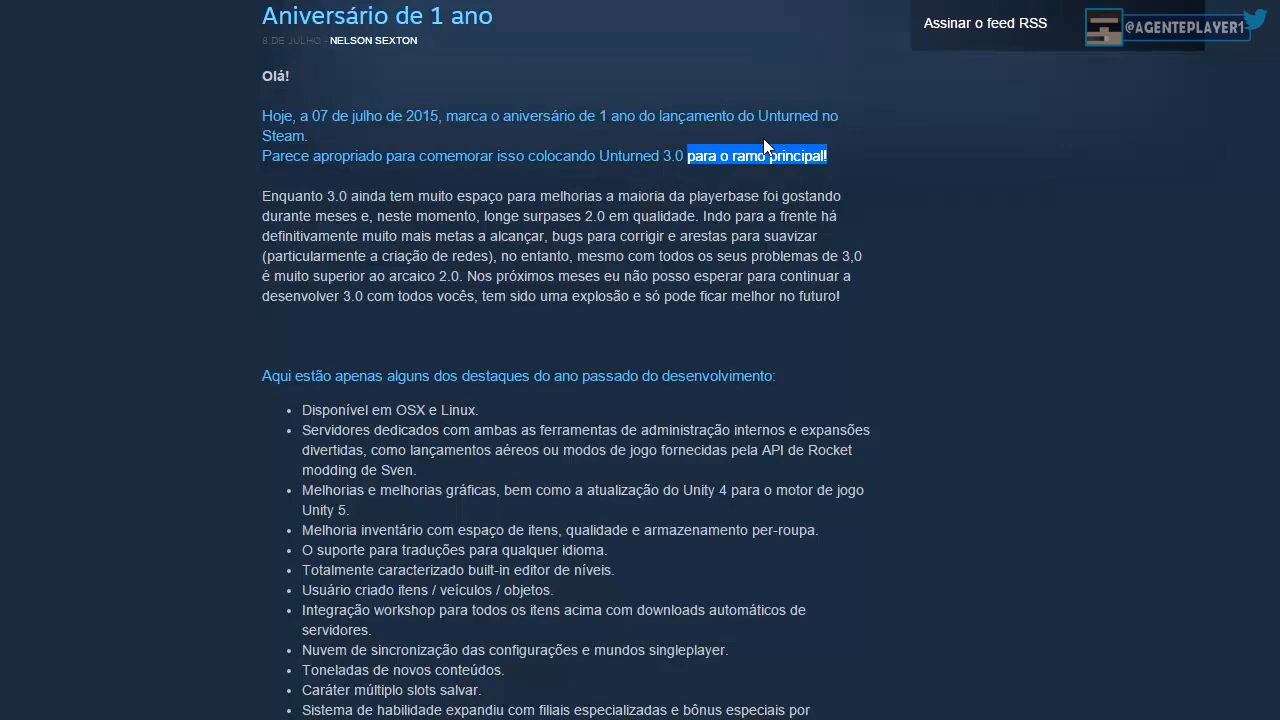 Aniversário de 1 ano
Assinar o feed RSS
@AGENTEPLAYER1
8 DE JULHO - NELSON SEXTON
Olá!
Hoje, a 07 de julho de 2015, marca o aniversário de 1 ano do lançamento do Unturned no
Steam.
Parece apropriado para comemorar isso colocando Unturned 3.0 para o ramo principal!
Enquanto 3.0 ainda tem muito espaço para melhorias a maioria da playerbase foi gostando
durante meses e, neste momento, longe surpases 2.0 em qualidade. Indo para a frente há
definitivamente muito mais metas a alcançar, bugs para corrigir e arestas para suavizar
(particularmente a criação de redes), no entanto, mesmo com todos os seus problemas de 3,0
é muito superior ao arcaico 2.0. Nos próximos meses eu não posso esperar para continuar a
desenvolver 3.0 com todos vocês, tem sido uma explosão e só pode ficar melhor no futuro!
Aqui estão apenas alguns dos destaques do ano passado do desenvolvimento:
• Disponível em OSX e Linux.
• Servidores dedicados com ambas as ferramentas de administração internos e expansões
divertidas, como lançamentos aéreos ou modos de jogo fornecidas pela API de Rocket
modding de Sven.
• Melhorias e melhorias gráficas, bem como a atualização do Unity 4 para o motor de jogo
Unity 5.
• Melhoria inventário com espaço de itens, qualidade e armazenamento per-roupa.
• O suporte para traduções para qualquer idioma.
• Totalmente caracterizado built-in editor de níveis.
• Usuário criado itens / veículos / objetos.
• Integração workshop para todos os itens acima com downloads automáticos de
servidores.
• Nuvem de sincronização das configurações e mundos singleplayer.
• Toneladas de novos conteúdos.
• Caráter múltiplo slots salvar.
• Sistema de habilidade expandiu com filiais especializadas e bônus especiais por